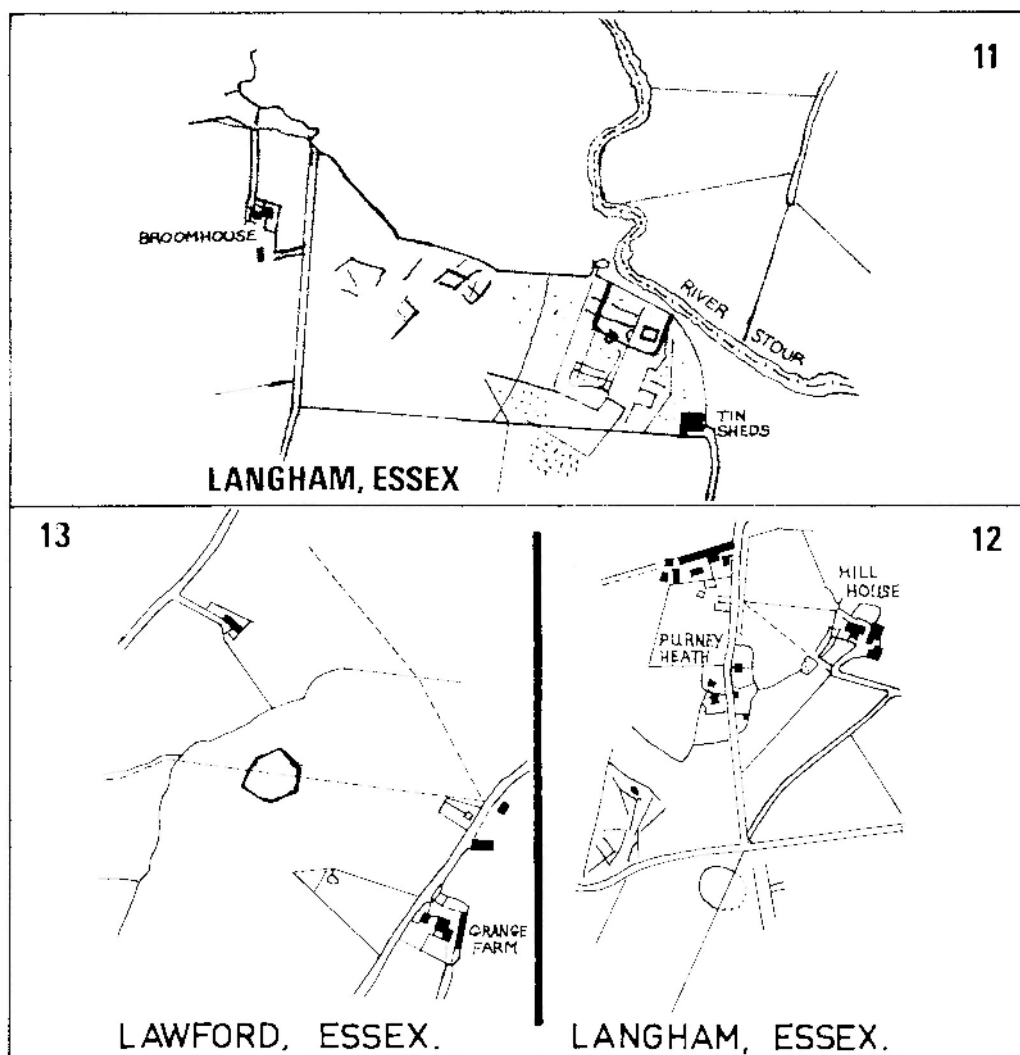 11
BROOMHOUSE
RIVER STOUR
TIN
SHEDS
LANGHAM, ESSEX
13
GRANGE
FARM
LAWFORD, ESSEX.
12
HILL
HOUSE
PURNEY
HEATH
LANGHAM, ESSEX.